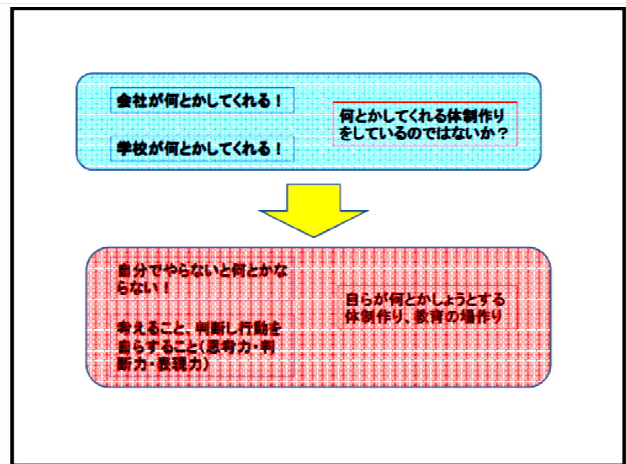 会社が何とかしてくれる！
学校が何とかしてくれる！
何とかしてくれる体制作り
をしているのではないか？
自分でやらないと何とかな
らない！
考えること、判断し行動を
自らすること（思考力・判
断力・表現力）
自らが何とかしょうとする
体制作り、教育の場作り